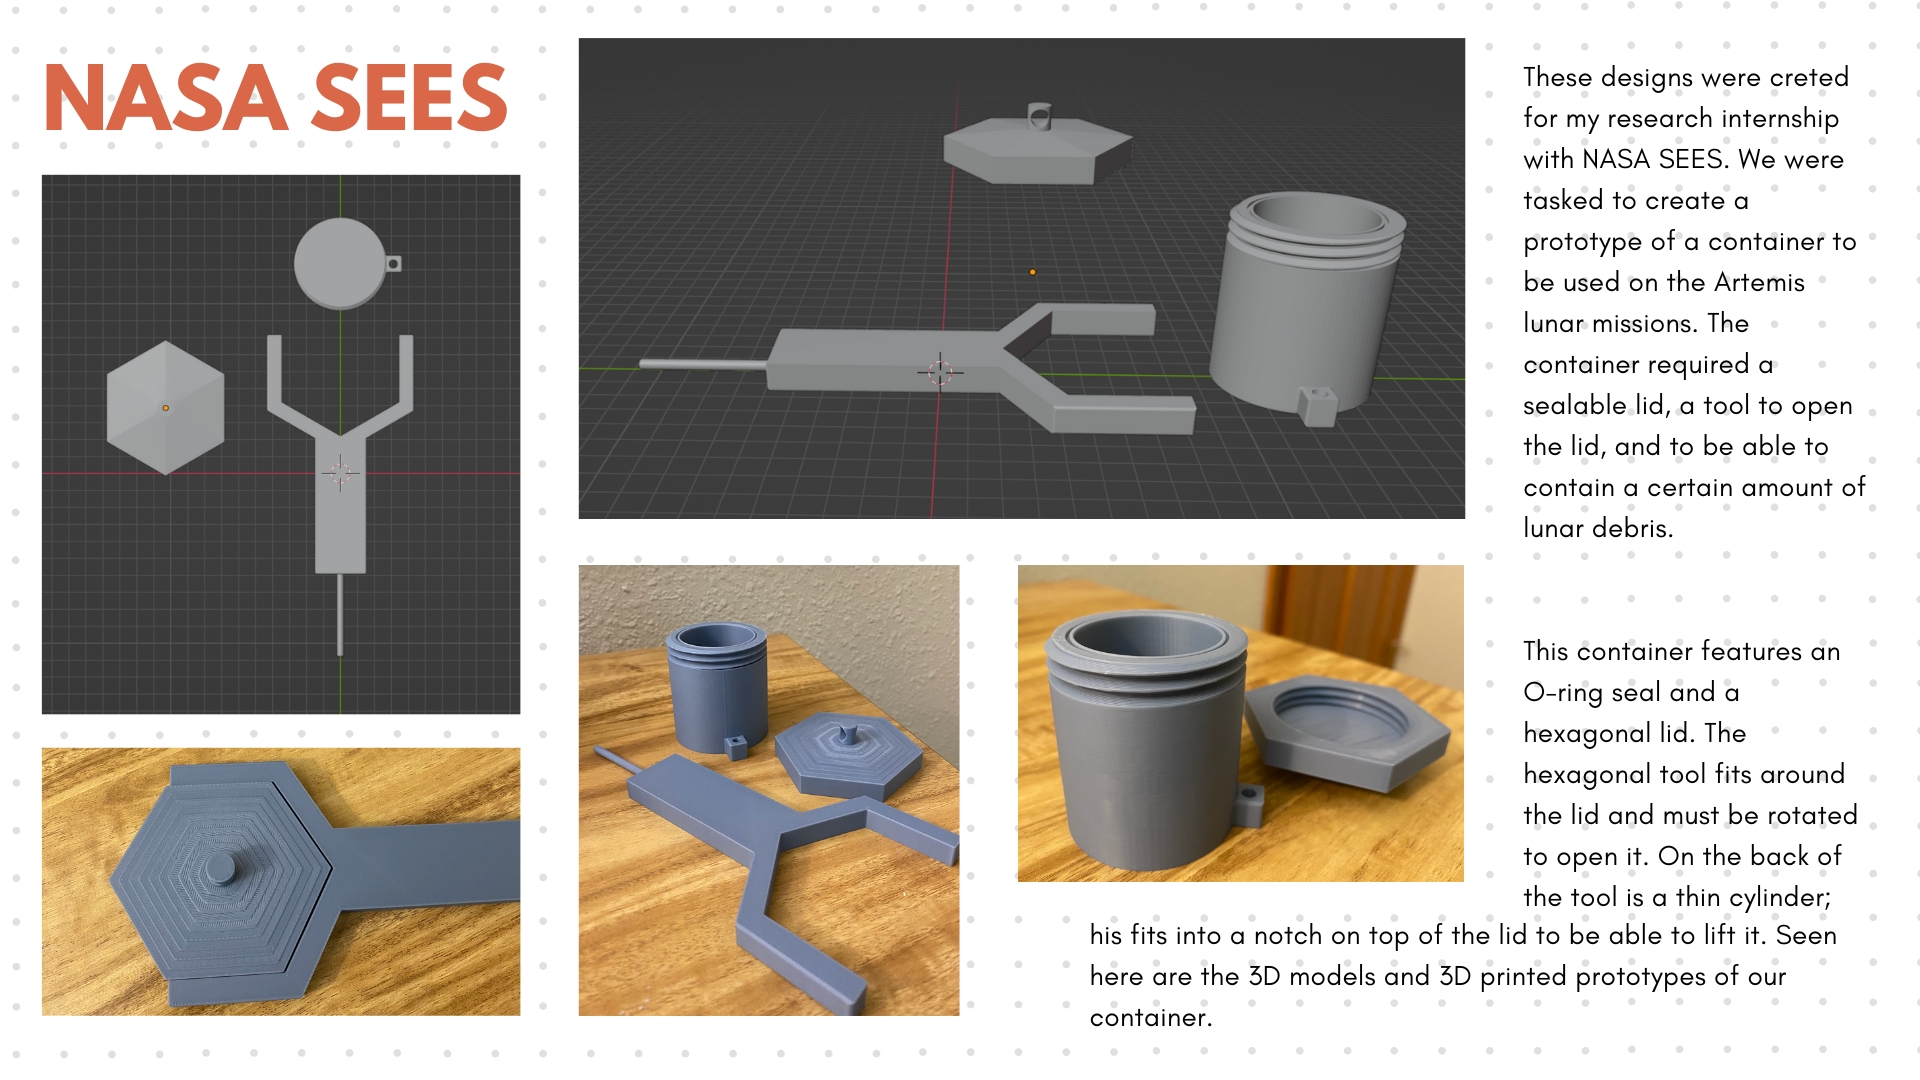 NASA SEES
These designs were creted
for my research internship
with NASA SEES. We were
tasked to create a
prototype of a container to
be used on the Artemis
lunar missions. The
container required a
sealable lid, a tool to open
the lid, and to be able to
contain a certain amount of
lunar debris.
This container features an
O-ring seal and a
hexagonal lid. The
hexagonal tool fits around
the lid and must be rotated
to open it. On the back of
the tool is a thin cylinder;
his fits into a notch on top of the lid to be able to lift it. Seen
here are the 3D models and 3D printed prototypes of our
container.